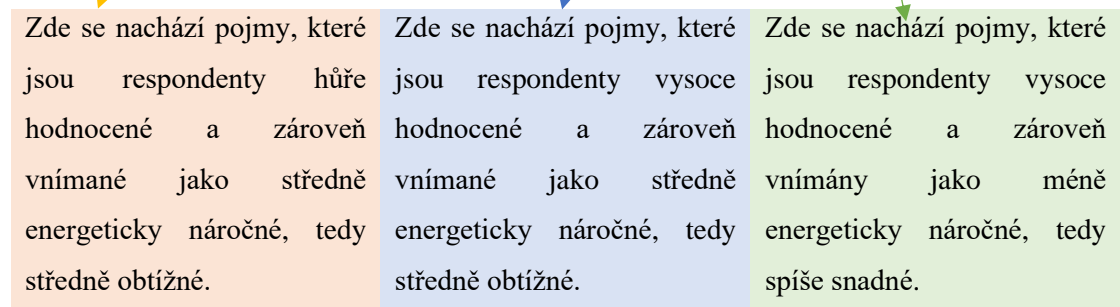 Zde se nachází pojmy, které
jsou respondenty hůře
hodnocené a zároveň
vnímané jako středně
energeticky náročné, tedy
středně obtížné.
Zde se nachází pojmy, které
jsou respondenty vysoce
hodnocené a zároveň
vnímané jako středně
energeticky náročné, tedy
středně obtížné.
Zde se nachází pojmy, které
jsou respondenty vysoce
hodnocené a zároveň
vnímány jako méně
energeticky náročné, tedy
spíše snadné.